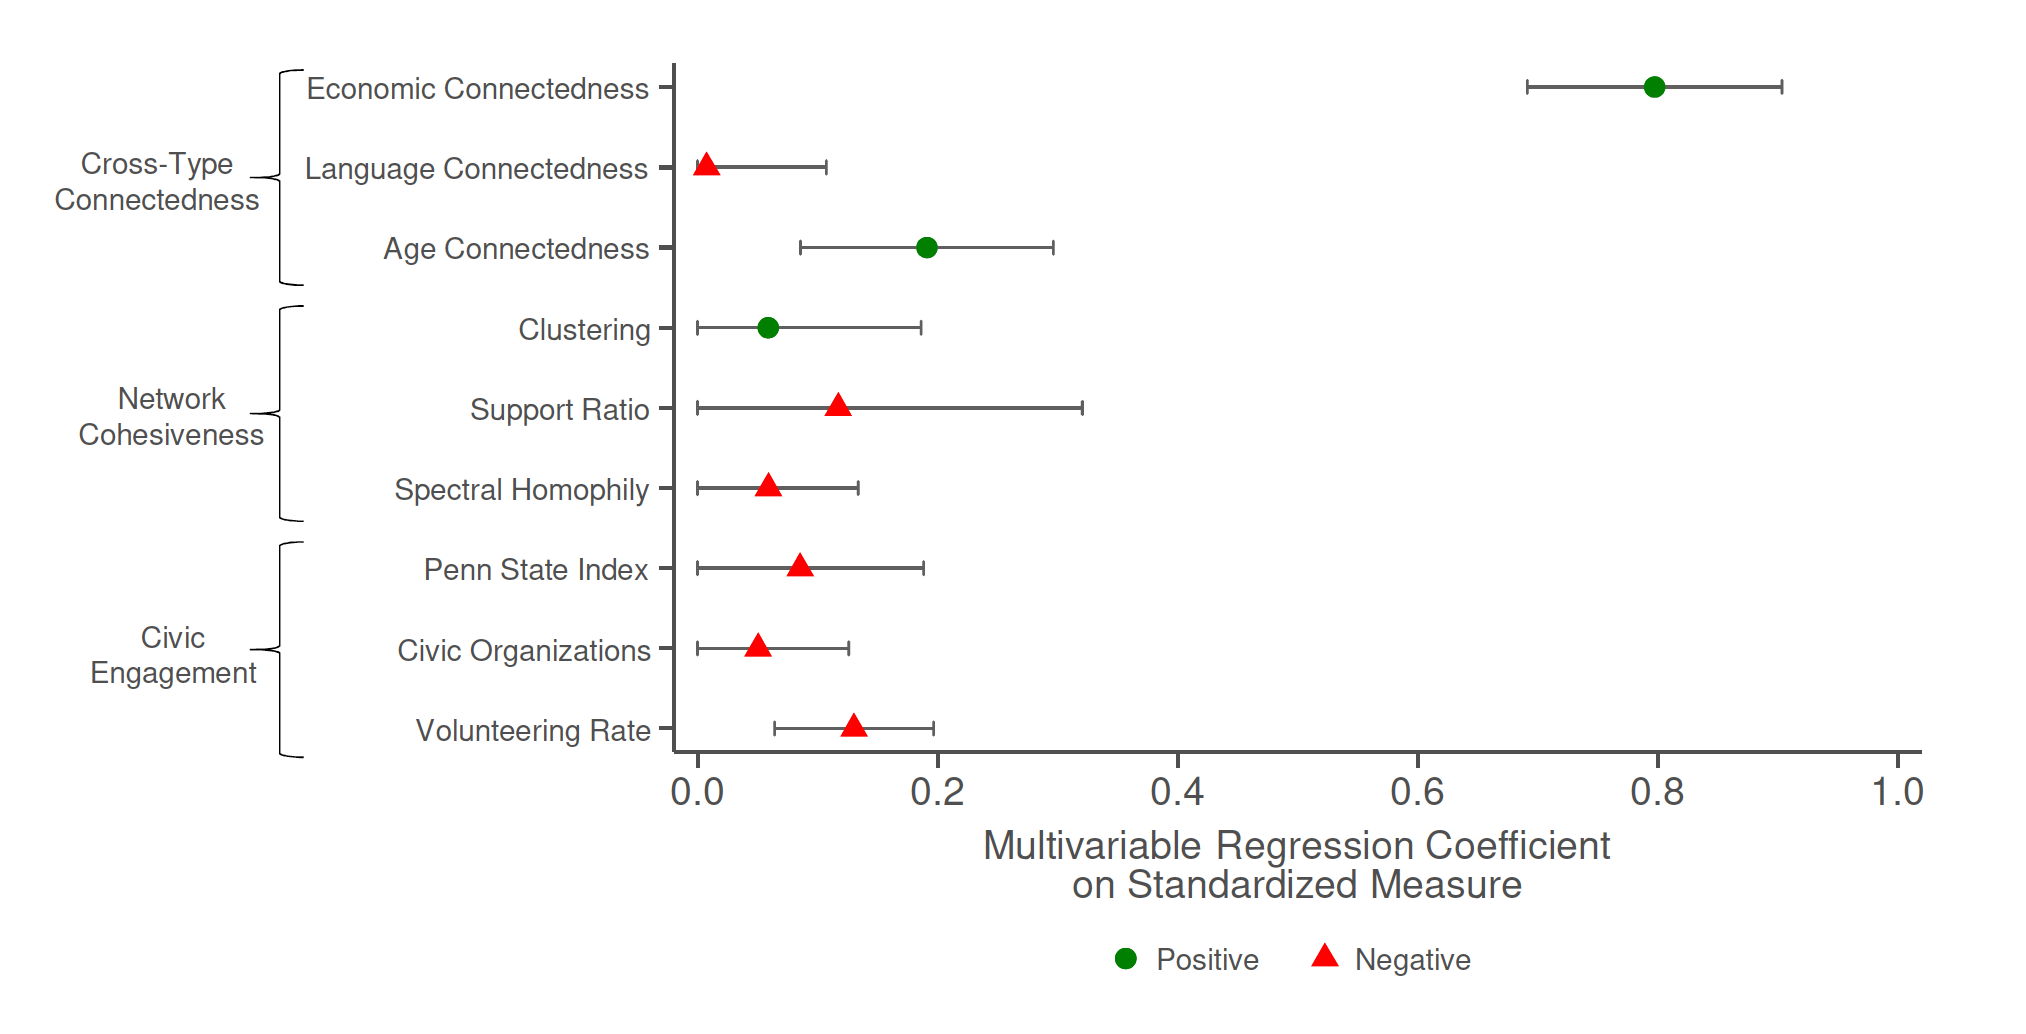 Cross-Type
Connectedness
Economic Connectedness
Language Connectedness
Age Connectedness
Network
Cohesiveness
Clustering
Support Ratio
Spectral Homophily
Civic
Engagement
Penn State Index
Civic Organizations
Volunteering Rate
0.0 0.2 0.4 0.6 0.8 1.0
Multivariable Regression Coefficient
on Standardized Measure
Positive Negative